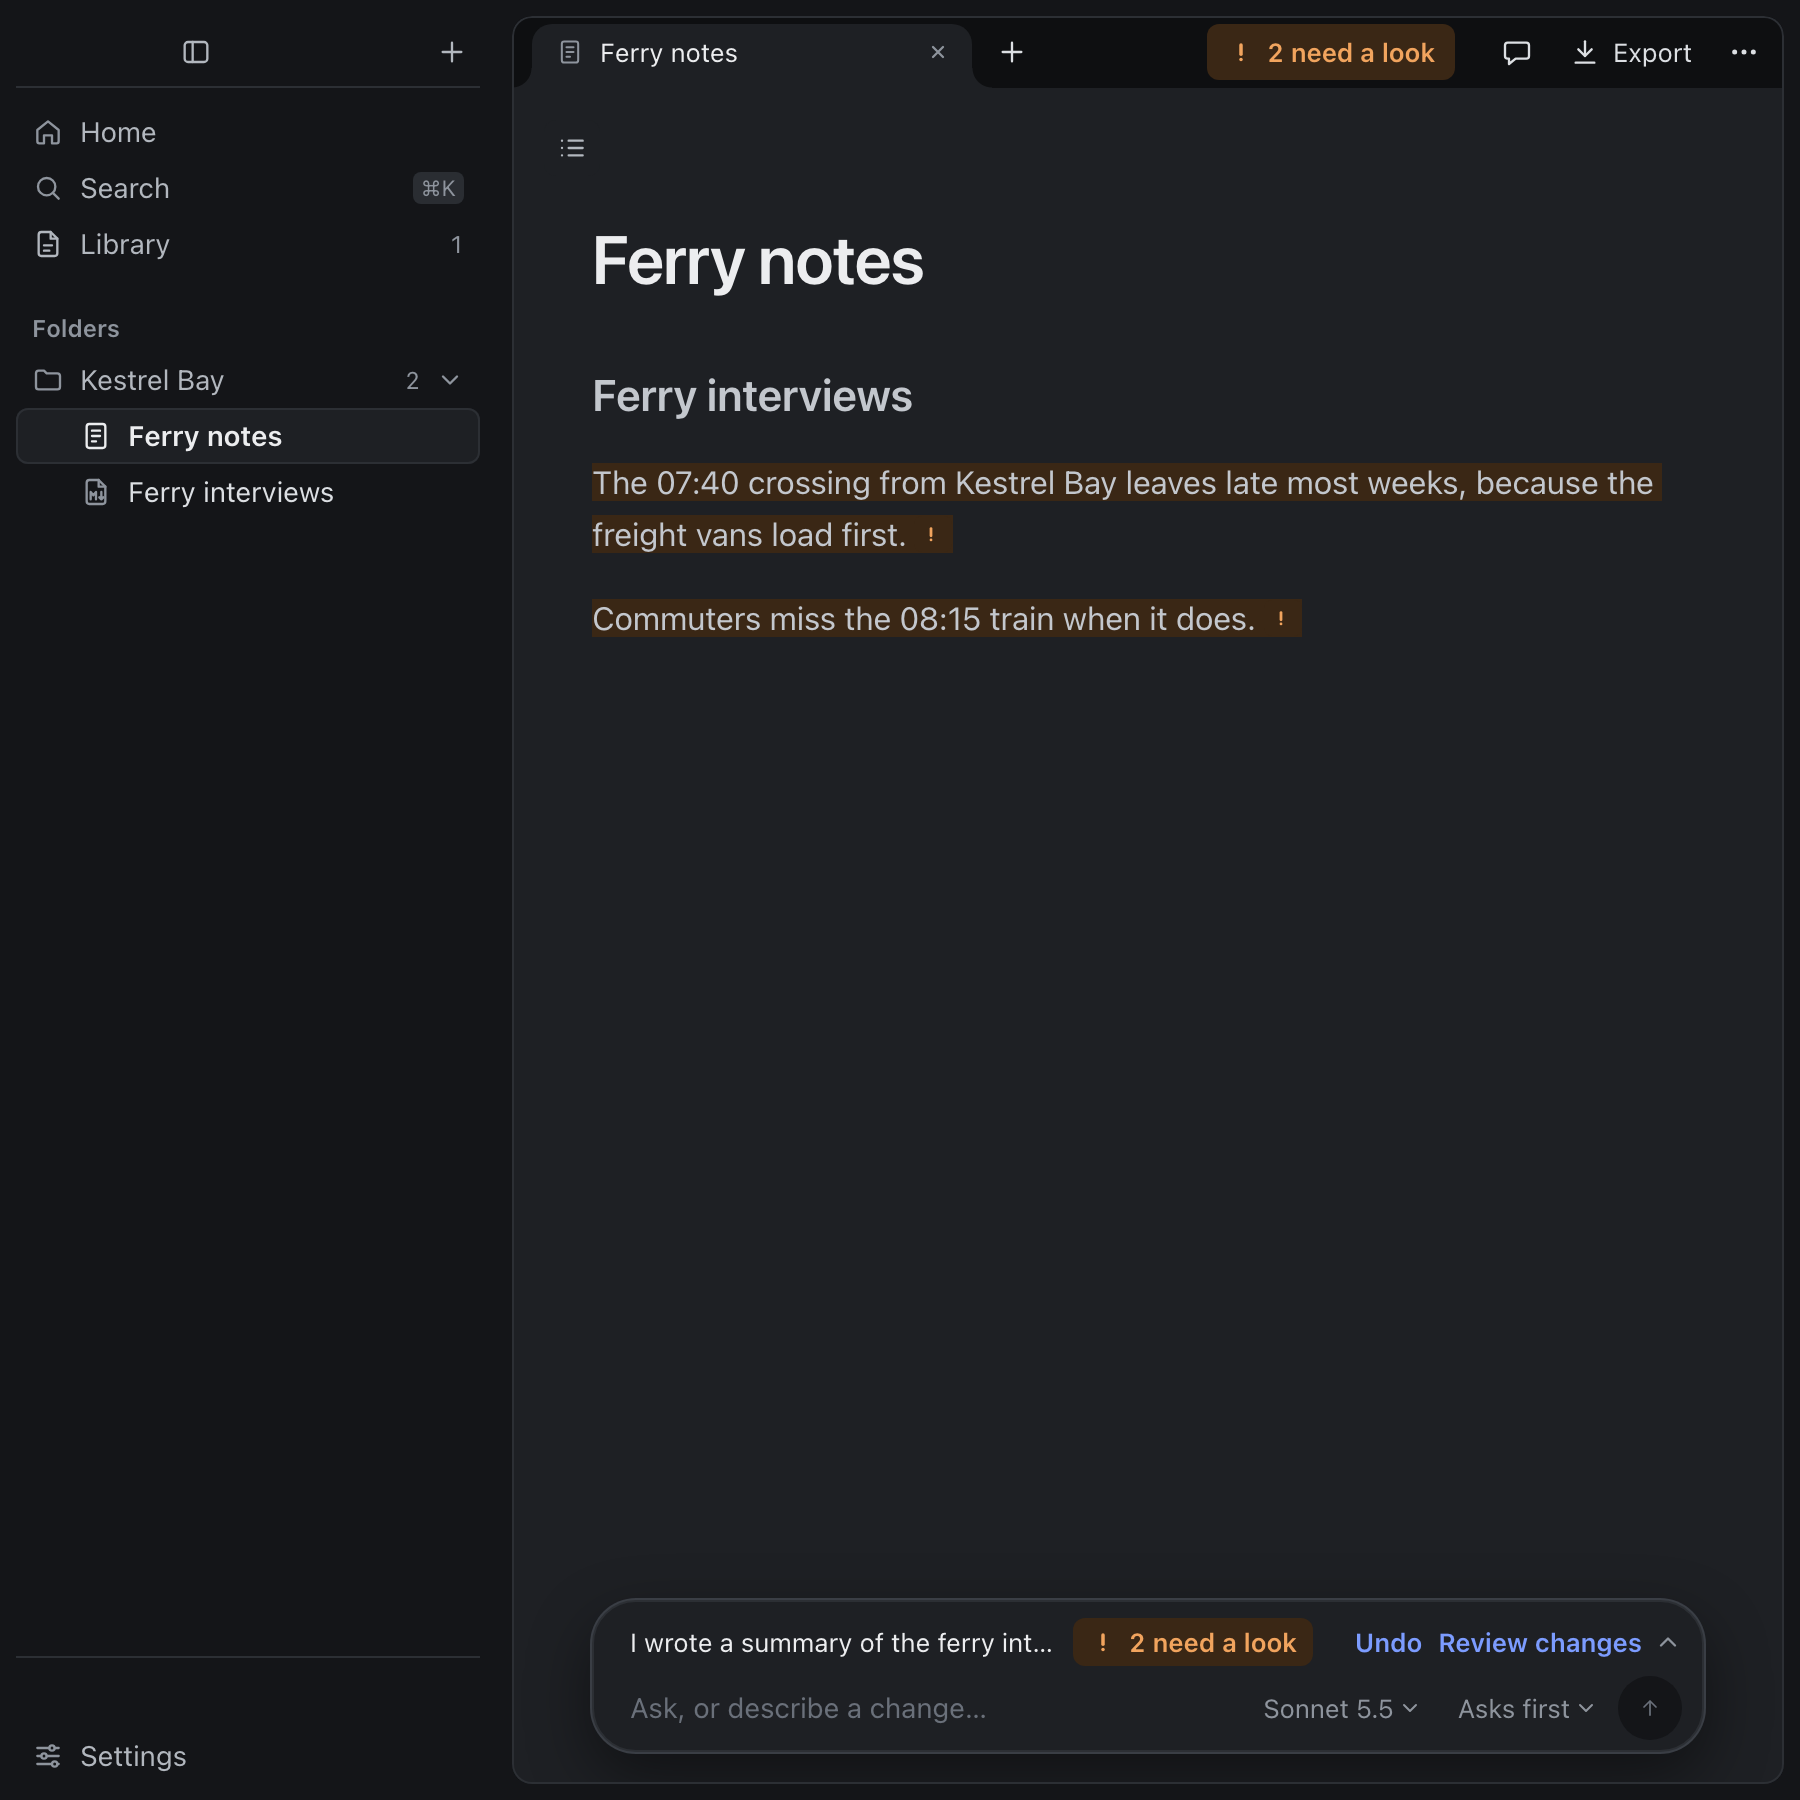 Home
Search ⌘K
Library 1
Folders
Kestrel Bay 2
Ferry notes
Ferry interviews
Settings
Ferry notes
! 2 need a look
Export
Ferry notes
Ferry interviews
The 07:40 crossing from Kestrel Bay leaves late most weeks, because the
freight vans load first. !
Commuters miss the 08:15 train when it does. !
I wrote a summary of the ferry int... ! 2 need a look Undo Review changes
Ask, or describe a change... Sonnet 5.5 Asks first